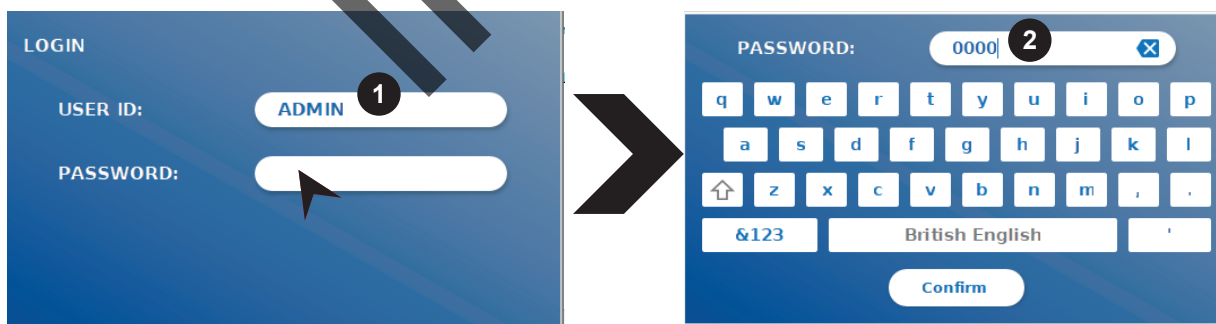 LOGIN
USER ID: ADMIN 1
PASSWORD:
PASSWORD: 0000 2
q w e r t y u i o p
a s d f g h j k l
z x c v b n m , .
&123 British English '
Confirm